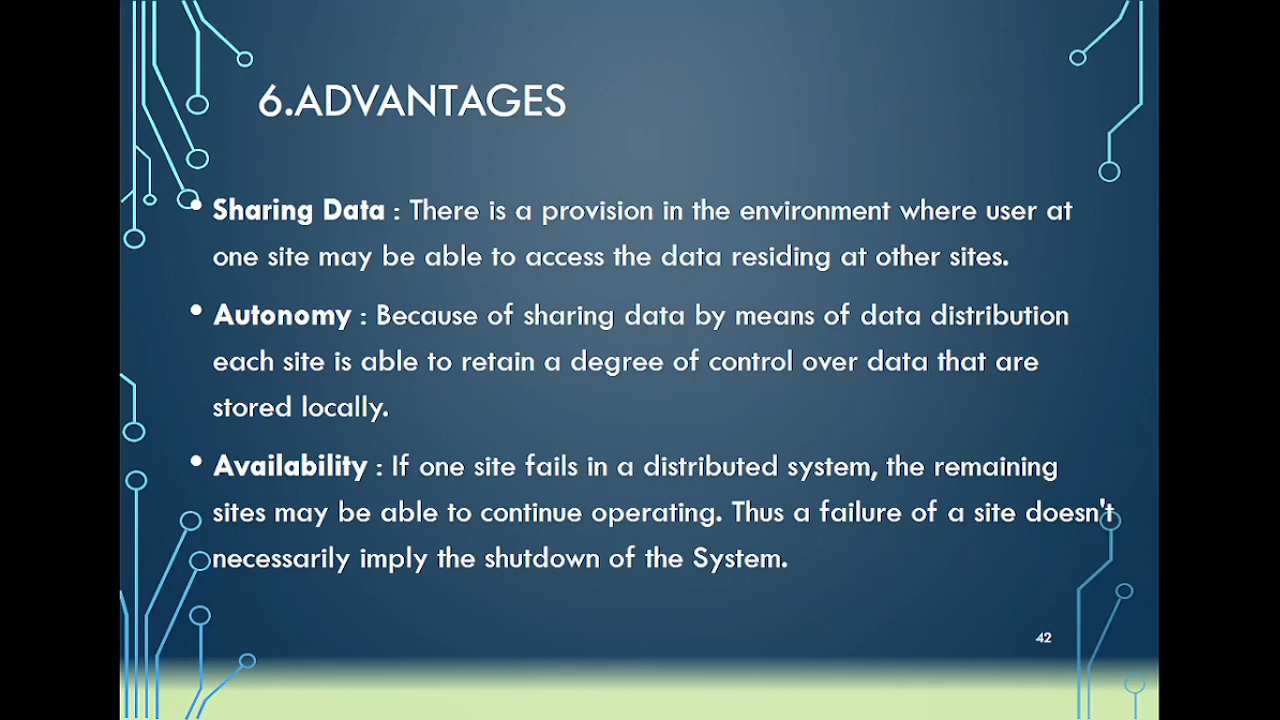 6.ADVANTAGES
• Sharing Data : There is a provision in the environment where user at
one site may be able to access the data residing at other sites.
• Autonomy : Because of sharing data by means of data distribution
each site is able to retain a degree of control over data that are
stored locally.
• Availability : If one site fails in a distributed system, the remaining
sites may be able to continue operating. Thus a failure of a site doesn't
necessarily imply the shutdown of the System.
42